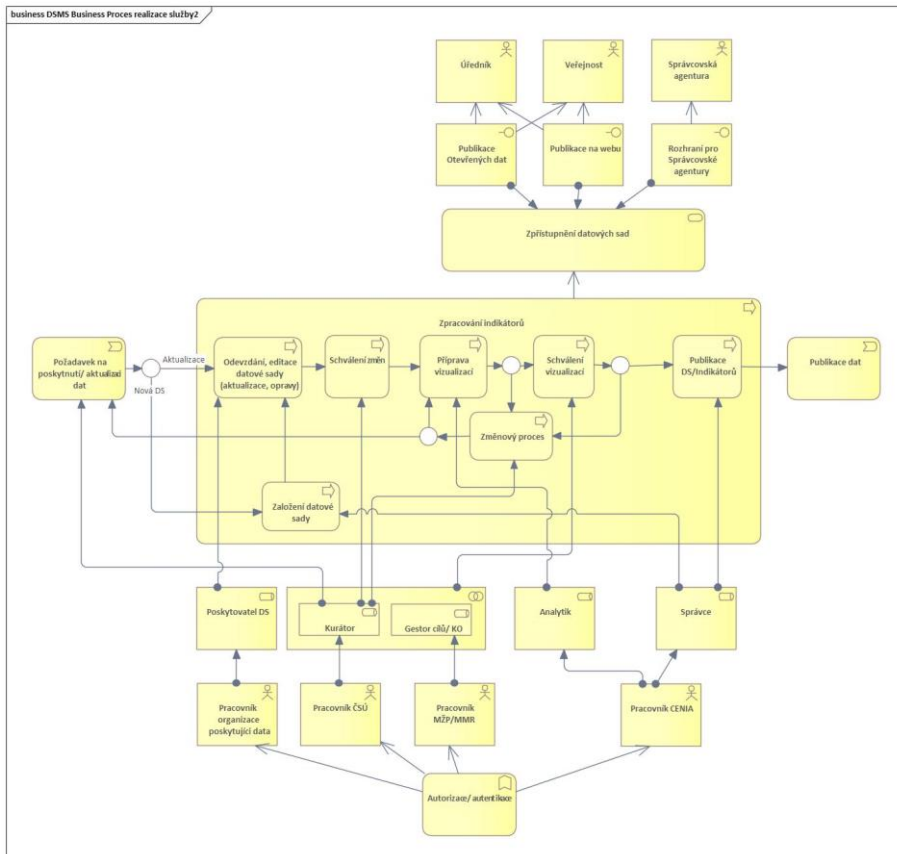 business DSMS Business Proces realizace služby2
Úředník
Veřejnost
Správcovská
agentura
Publikace
Otevřených dat
Publikace na webu
Rozhraní pro
Správcovské
agentury
Zpřístupnění datových sad
Zpracování indikátorů
Požadavek na
poskytnutí/ aktualizaci
dat
Aktualizace
Nová DS
Odevzdání, editace
datové sady
(aktualizace, opravy)
Schválení změn
Příprava
vizualizací
Schválení
vizualizací
Publikace
DS/Indikátorů
Publikace dat
Změnový proces
Založení datové
sady
Poskytovatel DS
Kurátor
Gestor cílů/ KO
Analytik
Správce
Pracovník
organizace
poskytující data
Pracovník ČSÚ
Pracovník
MŽP/MMR
Pracovník CENIA
Autorizace/ autentikace